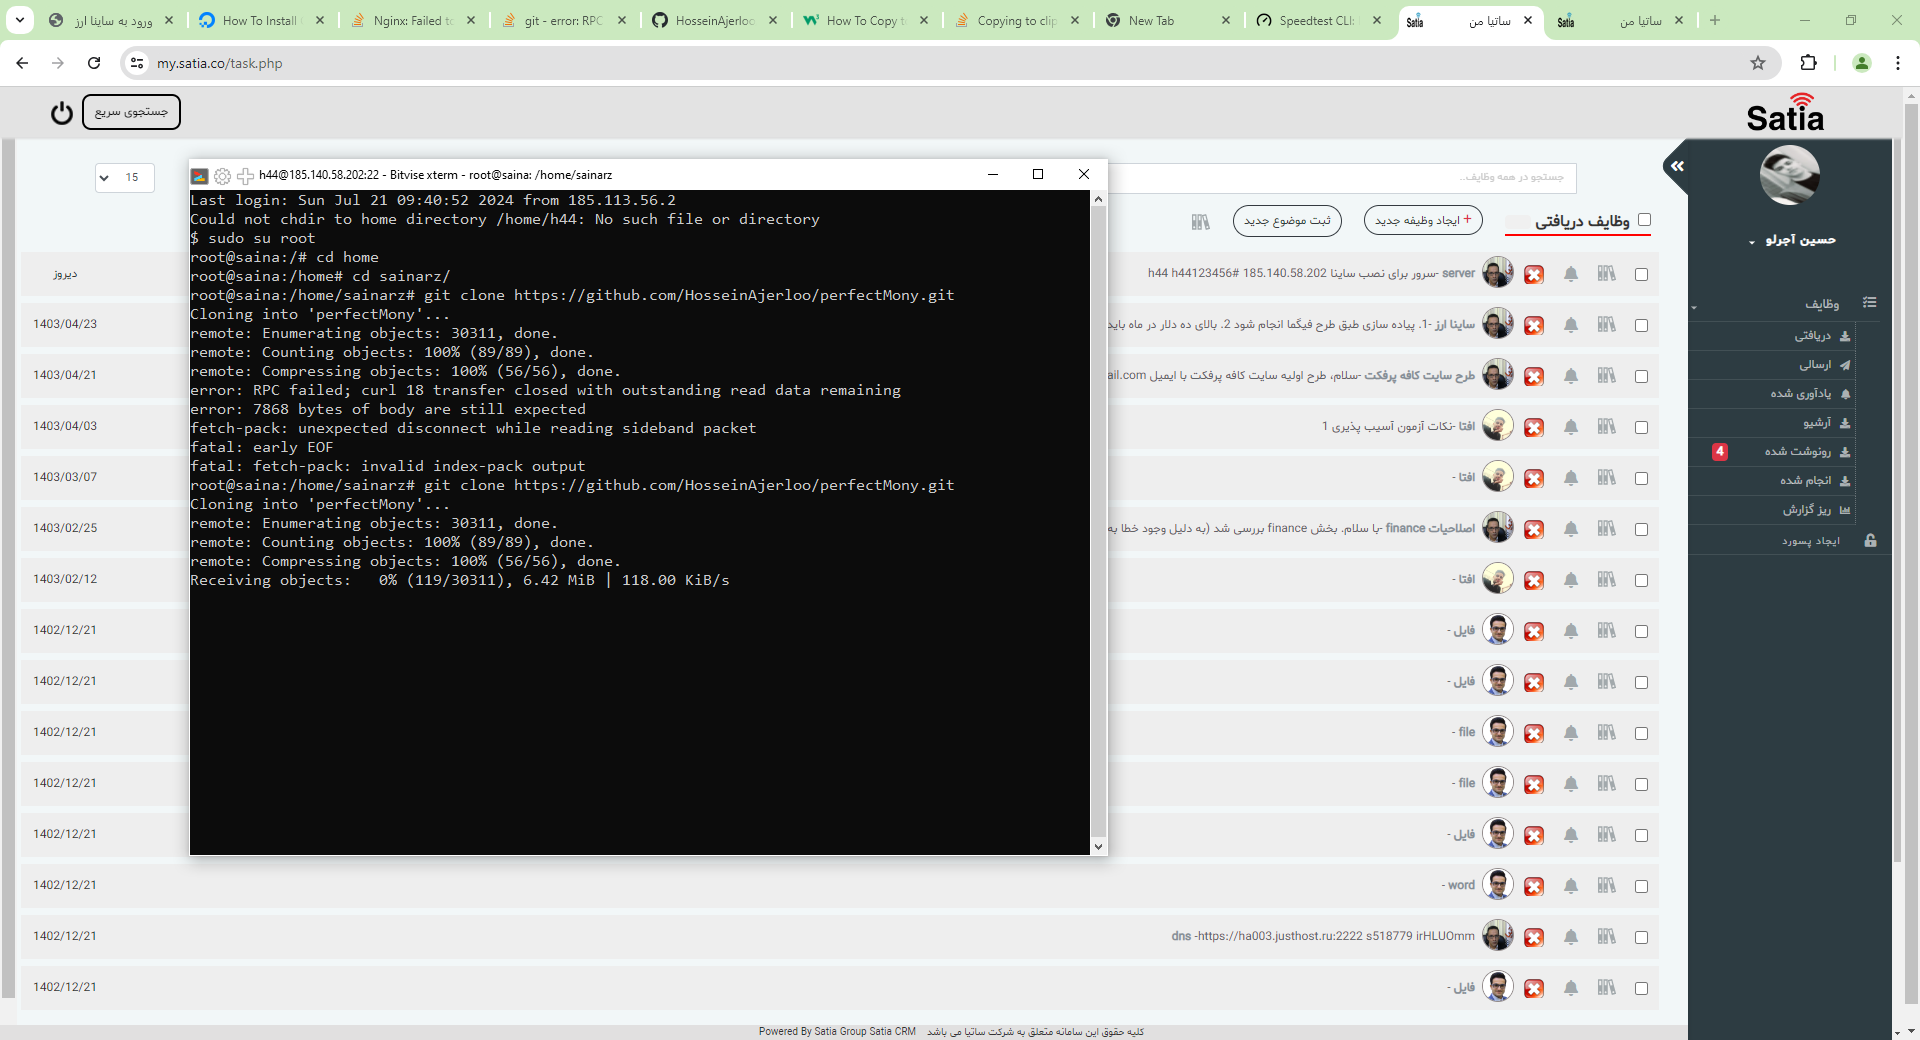 ورود به ساینا ارز
How To Install
Nginx: Failed to
git - error: RPC
HosseinAjerloo
How To Copy t
Copying to clip
New Tab
Speedtest CLI:
ساتیا من
ساتیا من
my.satia.co/task.php
جستجوی سریع
Satia
15
جستجو در همه وظایف..
وظایف دریافتی
+ ایجاد وظیفه جدید
ثبت موضوع جدید
حسین آجرلو
وظایف
دریافتی
ارسالی
یادآوری شده
آرشیو
رونوشت شده
4
انجام شده
ریز گزارش
ایجاد پسورد
h44@185.140.58.202:22 - Bitvise xterm - root@saina: /home/sainarz
Last login: Sun Jul 21 09:40:52 2024 from 185.113.56.2
Could not chdir to home directory /home/h44: No such file or directory
$ sudo su root
root@saina:/# cd home
root@saina:/home# cd sainarz/
root@saina:/home/sainarz# git clone https://github.com/HosseinAjerloo/perfectMony.git
Cloning into 'perfectMony'...
remote: Enumerating objects: 30311, done.
remote: Counting objects: 100% (89/89), done.
remote: Compressing objects: 100% (56/56), done.
error: RPC failed; curl 18 transfer closed with outstanding read data remaining
error: 7868 bytes of body are still expected
fetch-pack: unexpected disconnect while reading sideband packet
fatal: early EOF
fatal: fetch-pack: invalid index-pack output
root@saina:/home/sainarz# git clone https://github.com/HosseinAjerloo/perfectMony.git
Cloning into 'perfectMony'...
remote: Enumerating objects: 30311, done.
remote: Counting objects: 100% (89/89), done.
remote: Compressing objects: 100% (56/56), done.
Receiving objects:   0% (119/30311), 6.42 MiB | 118.00 KiB/s
server -سرور برای نصب ساینا 185.140.58.202 #h44 h44123456
دیروز
ساینا ارز -1. پیاده سازی طبق طرح فیگما انجام شود 2. بالای ده دلار در ماه باید
1403/04/23
طرح سایت کافه پرفکت -سلام، طرح اولیه سایت کافه پرفکت با ایمیل ail.com
1403/04/21
افتا -نکات آزمون آسیب پذیری 1
1403/04/03
افتا -
1403/03/07
اصلاحیات finance -با سلام. بخش finance بررسی شد (به دلیل وجود خطا به
1403/02/25
افتا -
1403/02/12
فایل -
1402/12/21
فایل -
1402/12/21
file -
1402/12/21
file -
1402/12/21
فایل -
1402/12/21
word -
1402/12/21
dns -https://ha003.justhost.ru:2222 s518779 irHLUOmm
1402/12/21
فایل -
1402/12/21
Powered By Satia Group Satia CRM کلیه حقوق این سامانه متعلق به شرکت ساتیا می باشد